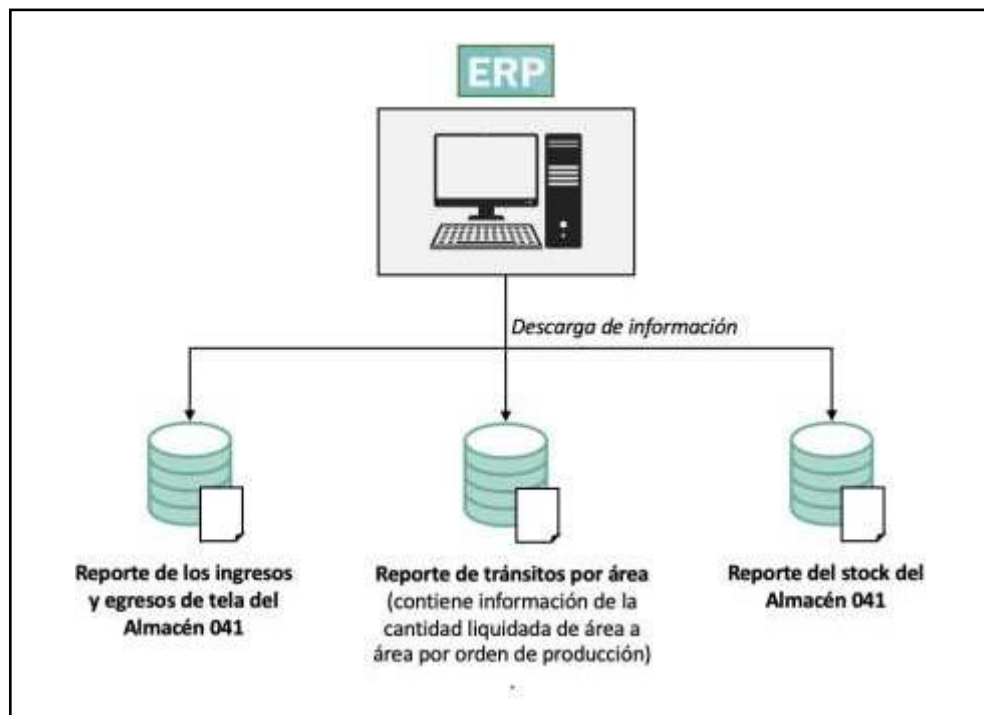 ERP
Descarga de información
Reporte de los ingresos
y egresos de tela del
Almacén 041
Reporte de tránsitos por área
(contiene información de la
cantidad liquidada de área a
área por orden de producción)
.
Reporte del stock del
Almacén 041